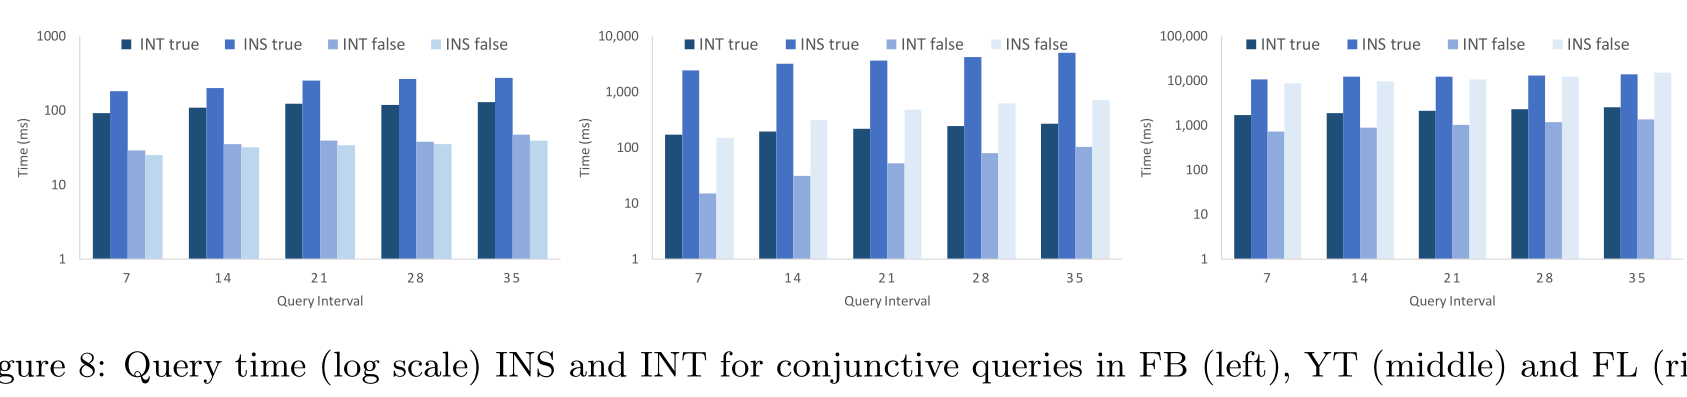 1000
100
10
1
Time (ms)
INT true INS true INT false INS false
7 14 21 28 35
Query Interval
10,000
1,000
100
10
1
Time (ms)
INT true INS true INT false INS false
7 14 21 28 35
Query Interval
100,000
10,000
1,000
100
10
1
Time (ms)
INT true INS true INT false INS false
7 14 21 28 35
Query Interval
gure 8: Query time (log scale) INS and INT for conjunctive queries in FB (left), YT (middle) and FL (ri